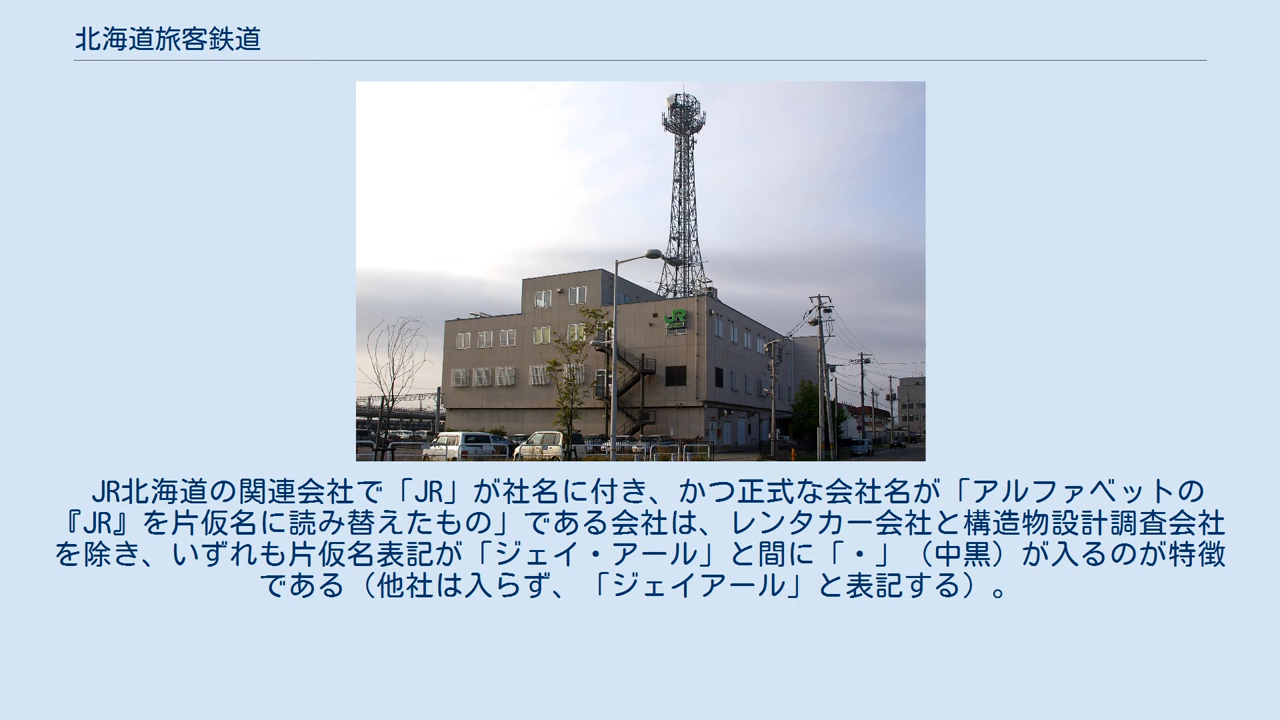 北海道旅客鉄道
JR
JR北海道の関連会社で「JR」が社名に付き、かつ正式な会社名が「アルファベットの
『JR』を片仮名に読み替えたもの」である会社は、レンタカー会社と構造物設計調査会社
を除き、いずれも片仮名表記が「ジェイ・アール」と間に「・」（中黒）が入るのが特徴
である（他社は入らず、「ジェイアール」と表記する）。